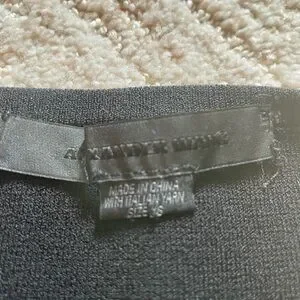 ALEXANDER WANG
MADE IN CHINA
WITH ITALIAN YARN
SIZE XS